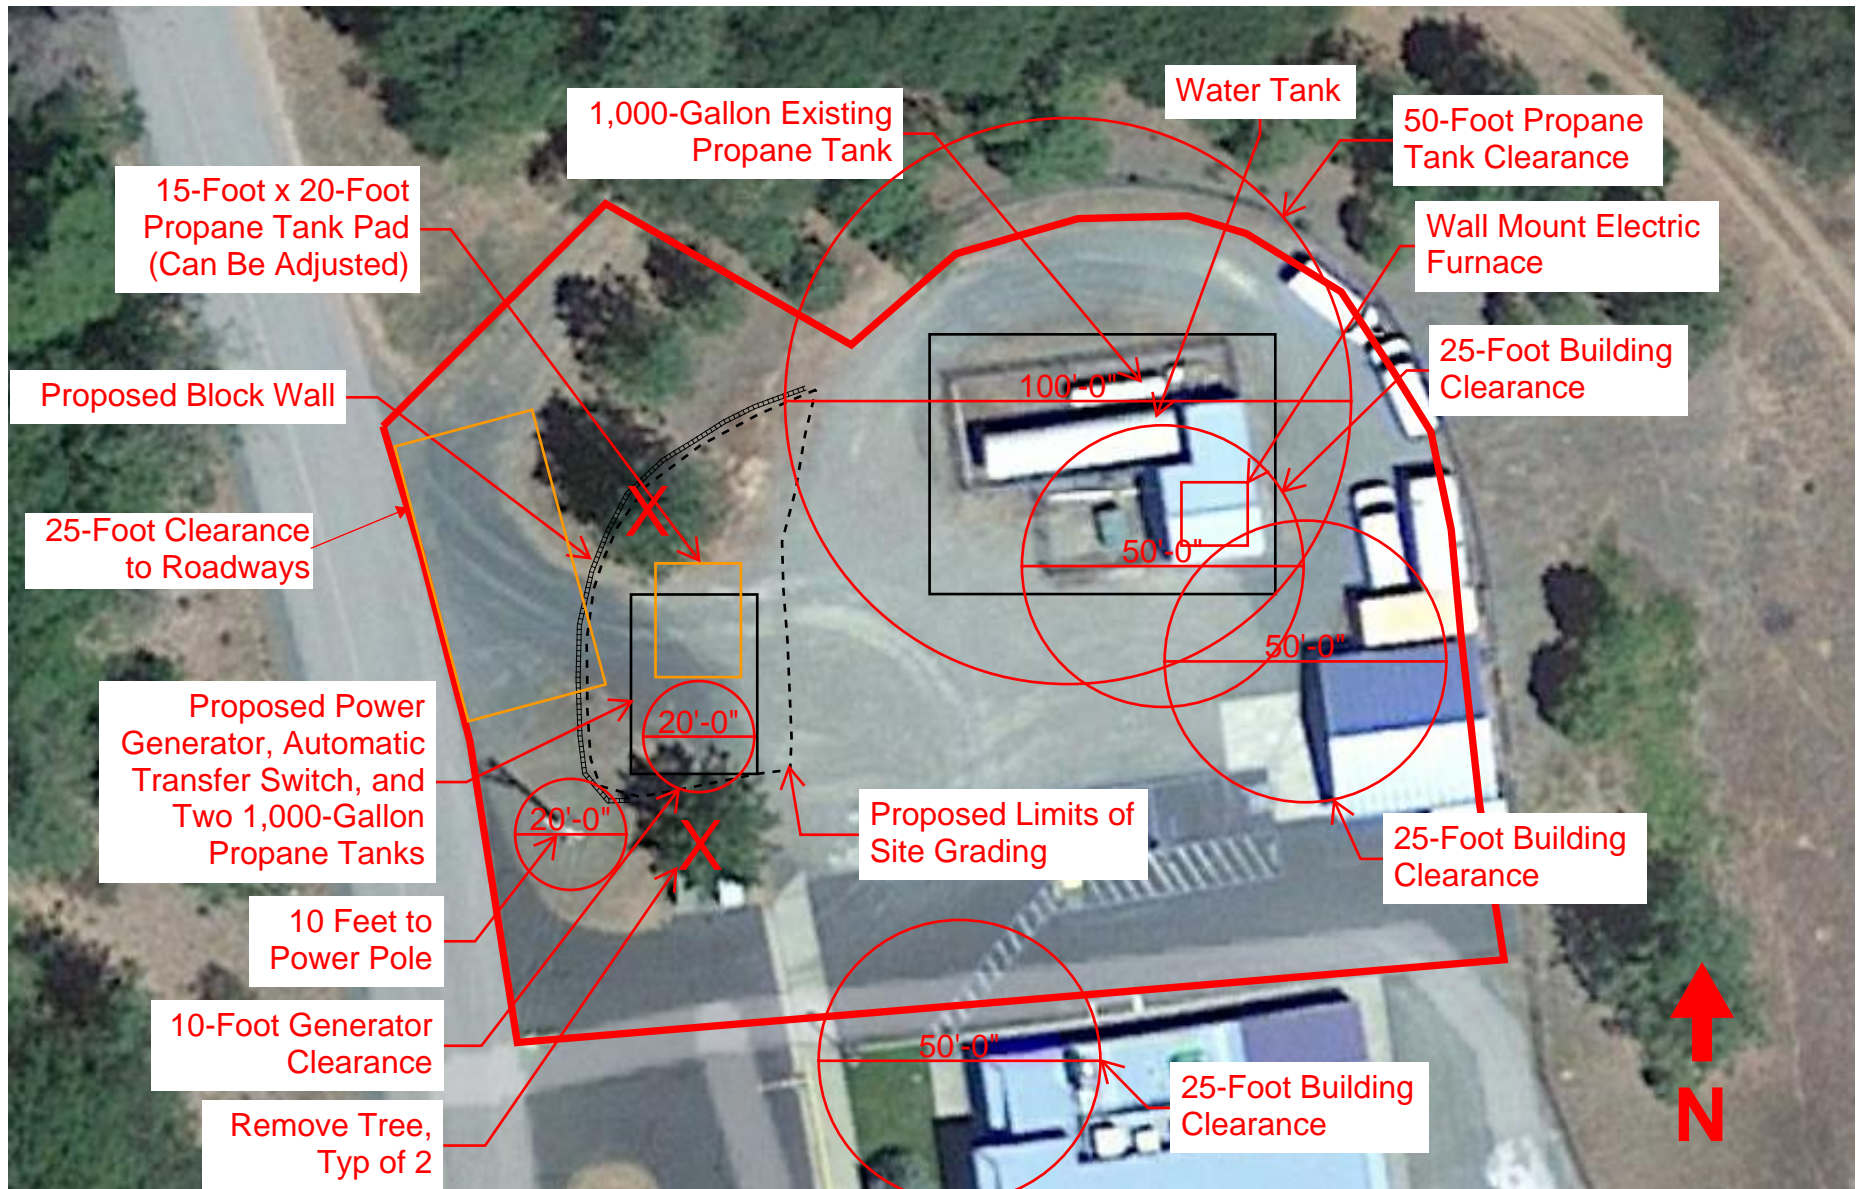 Water Tank
1,000-Gallon Existing
Propane Tank
50-Foot Propane
Tank Clearance
15-Foot x 20-Foot
Propane Tank Pad
(Can Be Adjusted)
Wall Mount Electric
Furnace
25-Foot Building
Clearance
Proposed Block Wall
100'-0"
X
25-Foot Clearance
to Roadways
50'-0"
50'-0"
Proposed Power
Generator, Automatic
Transfer Switch, and
Two 1,000-Gallon
Propane Tanks
20'-0"
20'-0"
X
Proposed Limits of
Site Grading
25-Foot Building
Clearance
10 Feet to
Power Pole
10-Foot Generator
Clearance
50'-0"
25-Foot Building
Clearance
Remove Tree,
Typ of 2
N